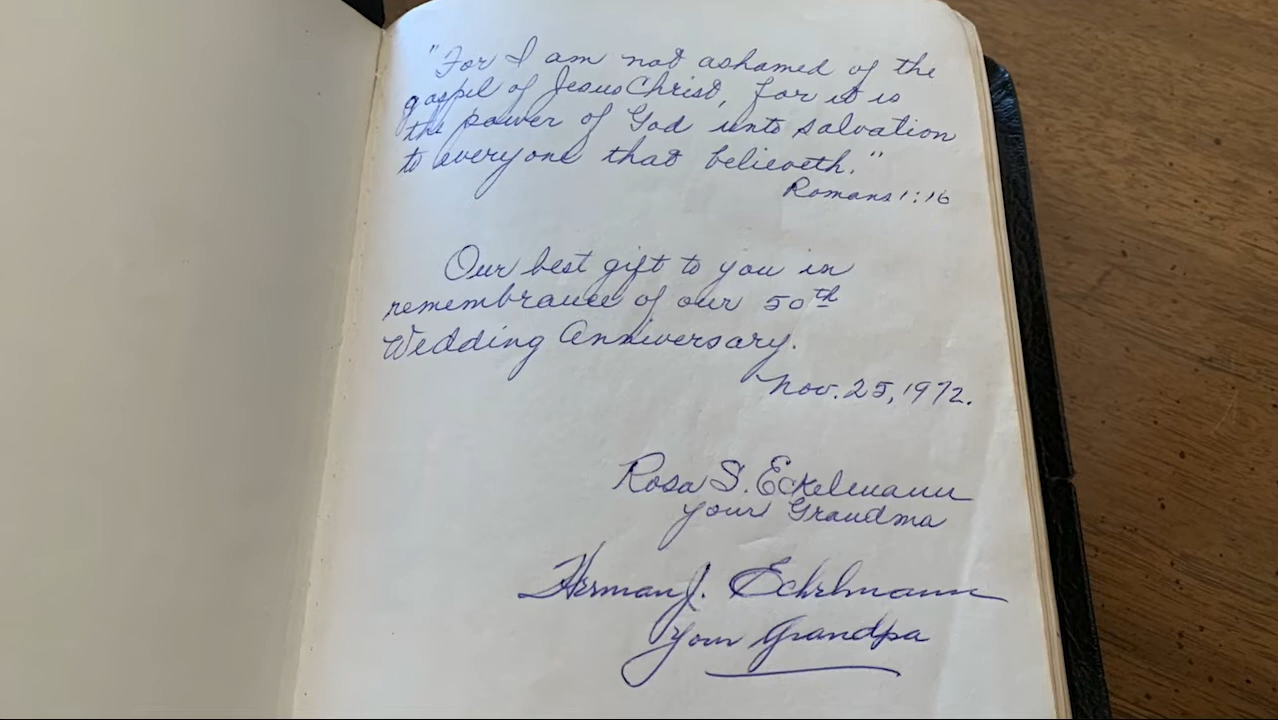 "For I am not ashamed of the
gospel of Jesus Christ, for it is
the power of God unto salvation
to everyone that believeth."
Romans 1:16
Our best gift to you in
remembrance of our 50th
Wedding Anniversary.
Nov. 25, 1972.
Rosa S. Eckelmann
your Grandma
Herman J. Eckelmann
Your Grandpa